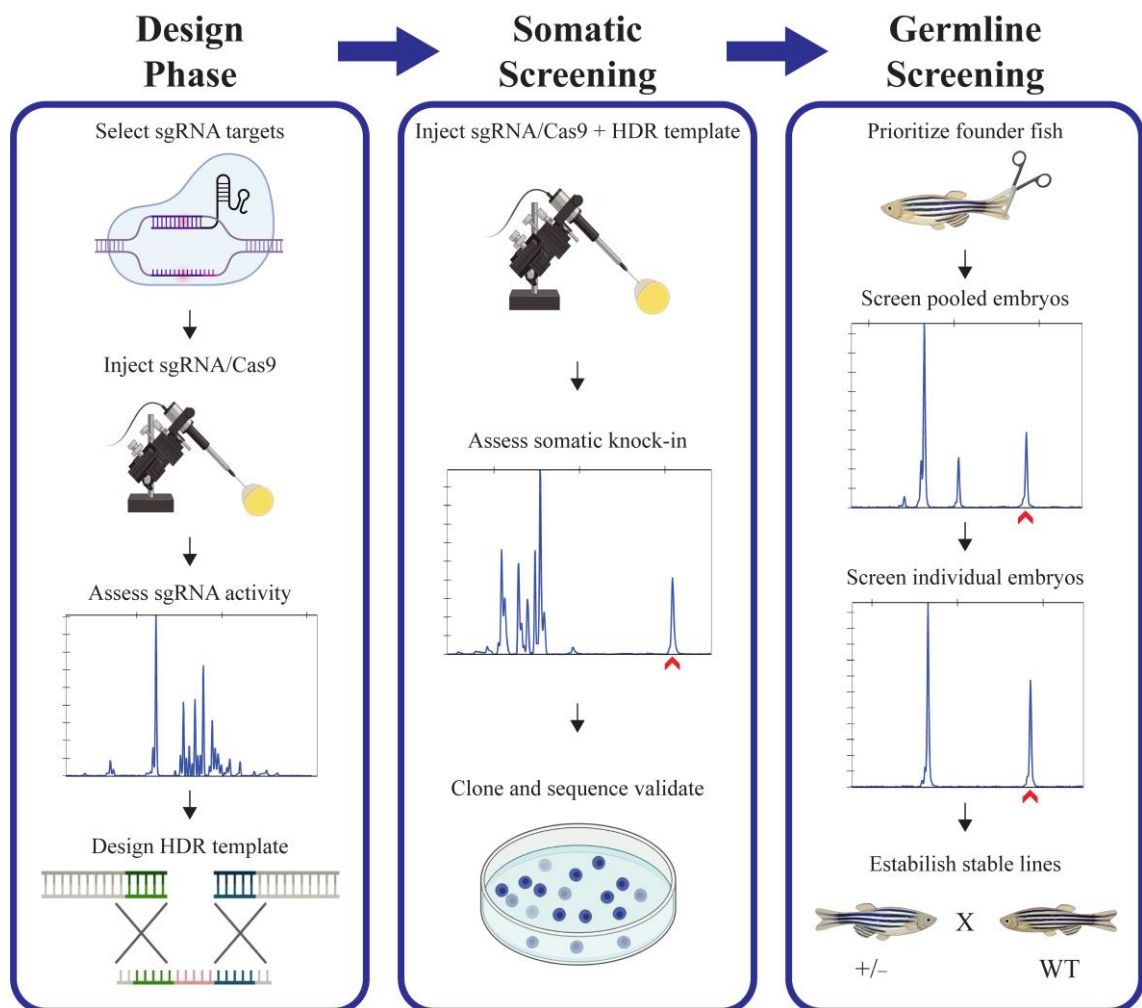 Design
Phase
Somatic
Screening
Germline
Screening
Select sgRNA targets
Inject sgRNA/Cas9
Assess sgRNA activity
Design HDR template
Inject sgRNA/Cas9 + HDR template
Assess somatic knock-in
Clone and sequence validate
Prioritize founder fish
Screen pooled embryos
Screen individual embryos
Estabilish stable lines
X
+/–
WT